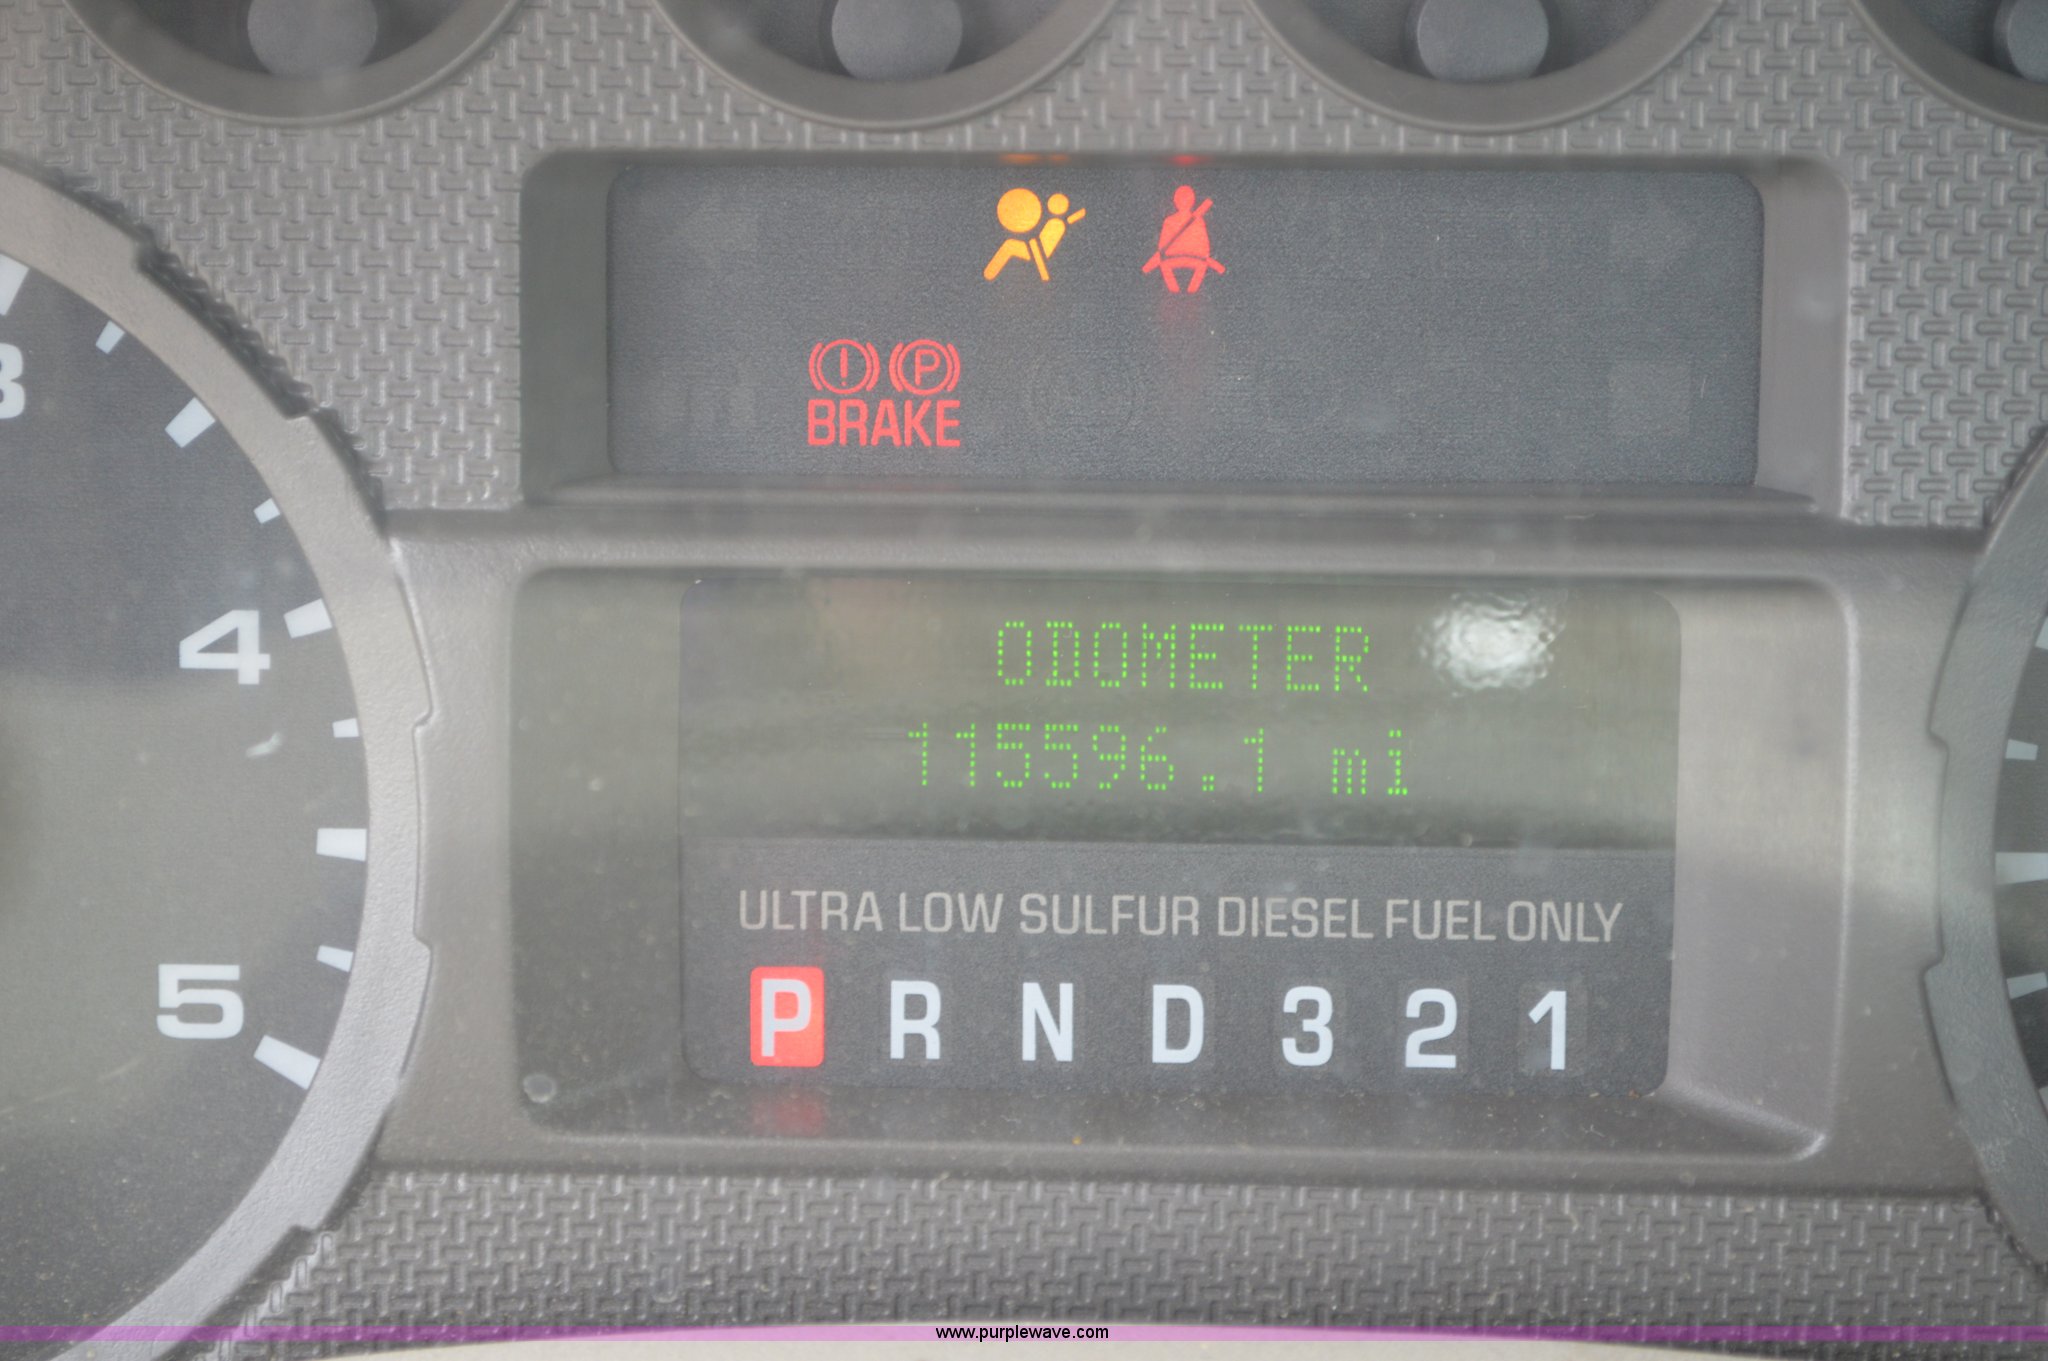 3
BRAKE
4
ODOMETER
115596.1 mi
ULTRA LOW SULFUR DIESEL FUEL ONLY
5
P R N D 3 2 1
www.purplewave.com